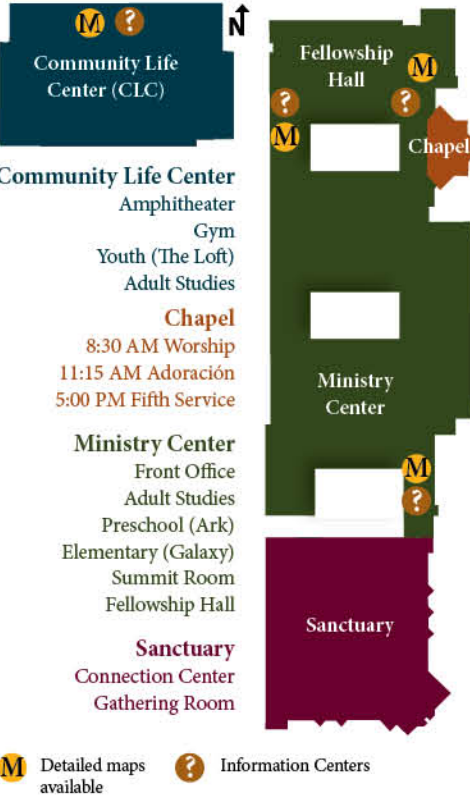 M ?
N
Community Life
Center (CLC)
Fellowship
Hall
M
? ?
M
Chapel
Community Life Center
Amphitheater
Gym
Youth (The Loft)
Adult Studies
Chapel
8:30 AM Worship
11:15 AM Adoración
5:00 PM Fifth Service
Ministry
Center
Ministry Center
Front Office
Adult Studies
Preschool (Ark)
Elementary (Galaxy)
Summit Room
Fellowship Hall
M
?
Sanctuary
Sanctuary
Connection Center
Gathering Room
M Detailed maps
available
? Information Centers